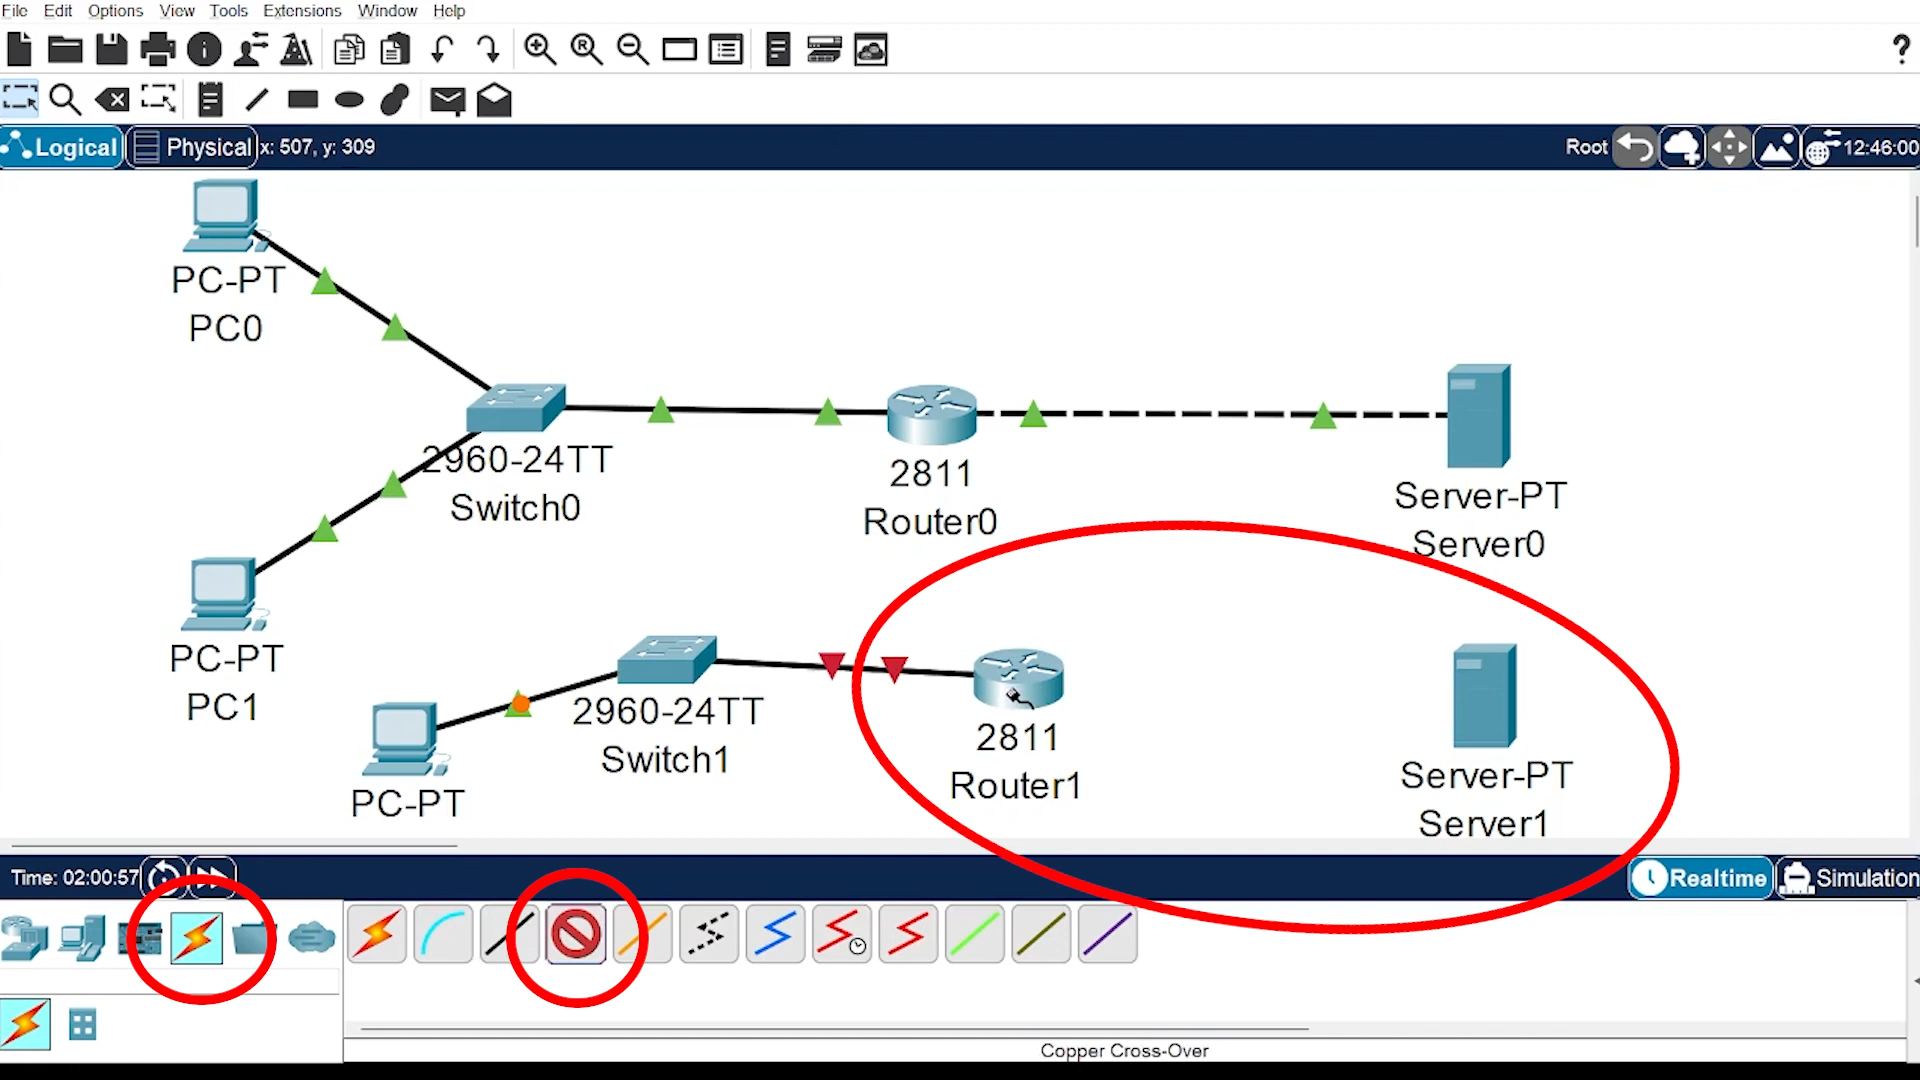 File Edit Options View Tools Extensions Window Help
?
Logical Physical x: 507, y: 309 Root 12:46:00
PC-PT
PC0
2960-24TT
Switch0
2811
Router0
Server-PT
Server0
PC-PT
PC1
2960-24TT
Switch1
2811
Router1
Server-PT
Server1
PC-PT
Time: 02:00:57 Realtime Simulation
Copper Cross-Over